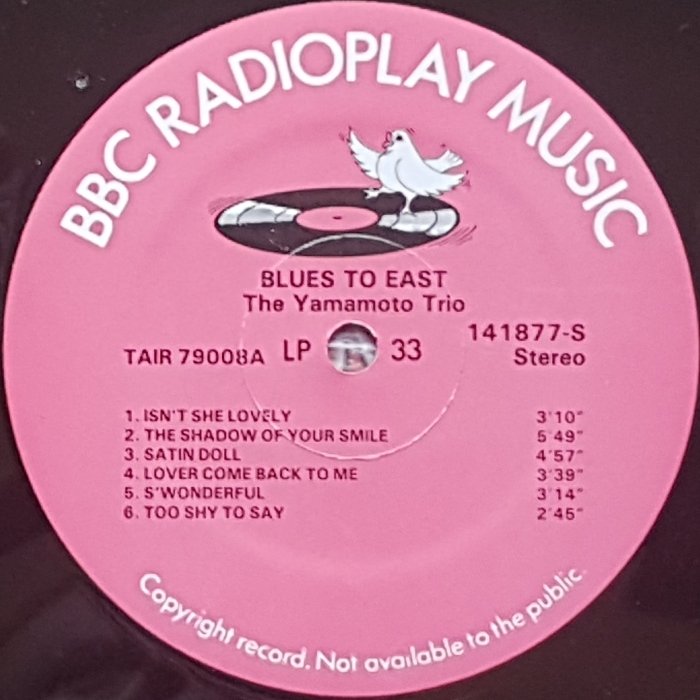 BBC RADIOPLAY MUSIC
BLUES TO EAST
The Yamamoto Trio
TAIR 79008A LP 33 141877-S
Stereo
1. ISN'T SHE LOVELY 3'10"
2. THE SHADOW OF YOUR SMILE 5'49"
3. SATIN DOLL 4'57"
4. LOVER COME BACK TO ME 3'39"
5. S'WONDERFUL 3'14"
6. TOO SHY TO SAY 2'45"
Copyright record. Not available to the public.